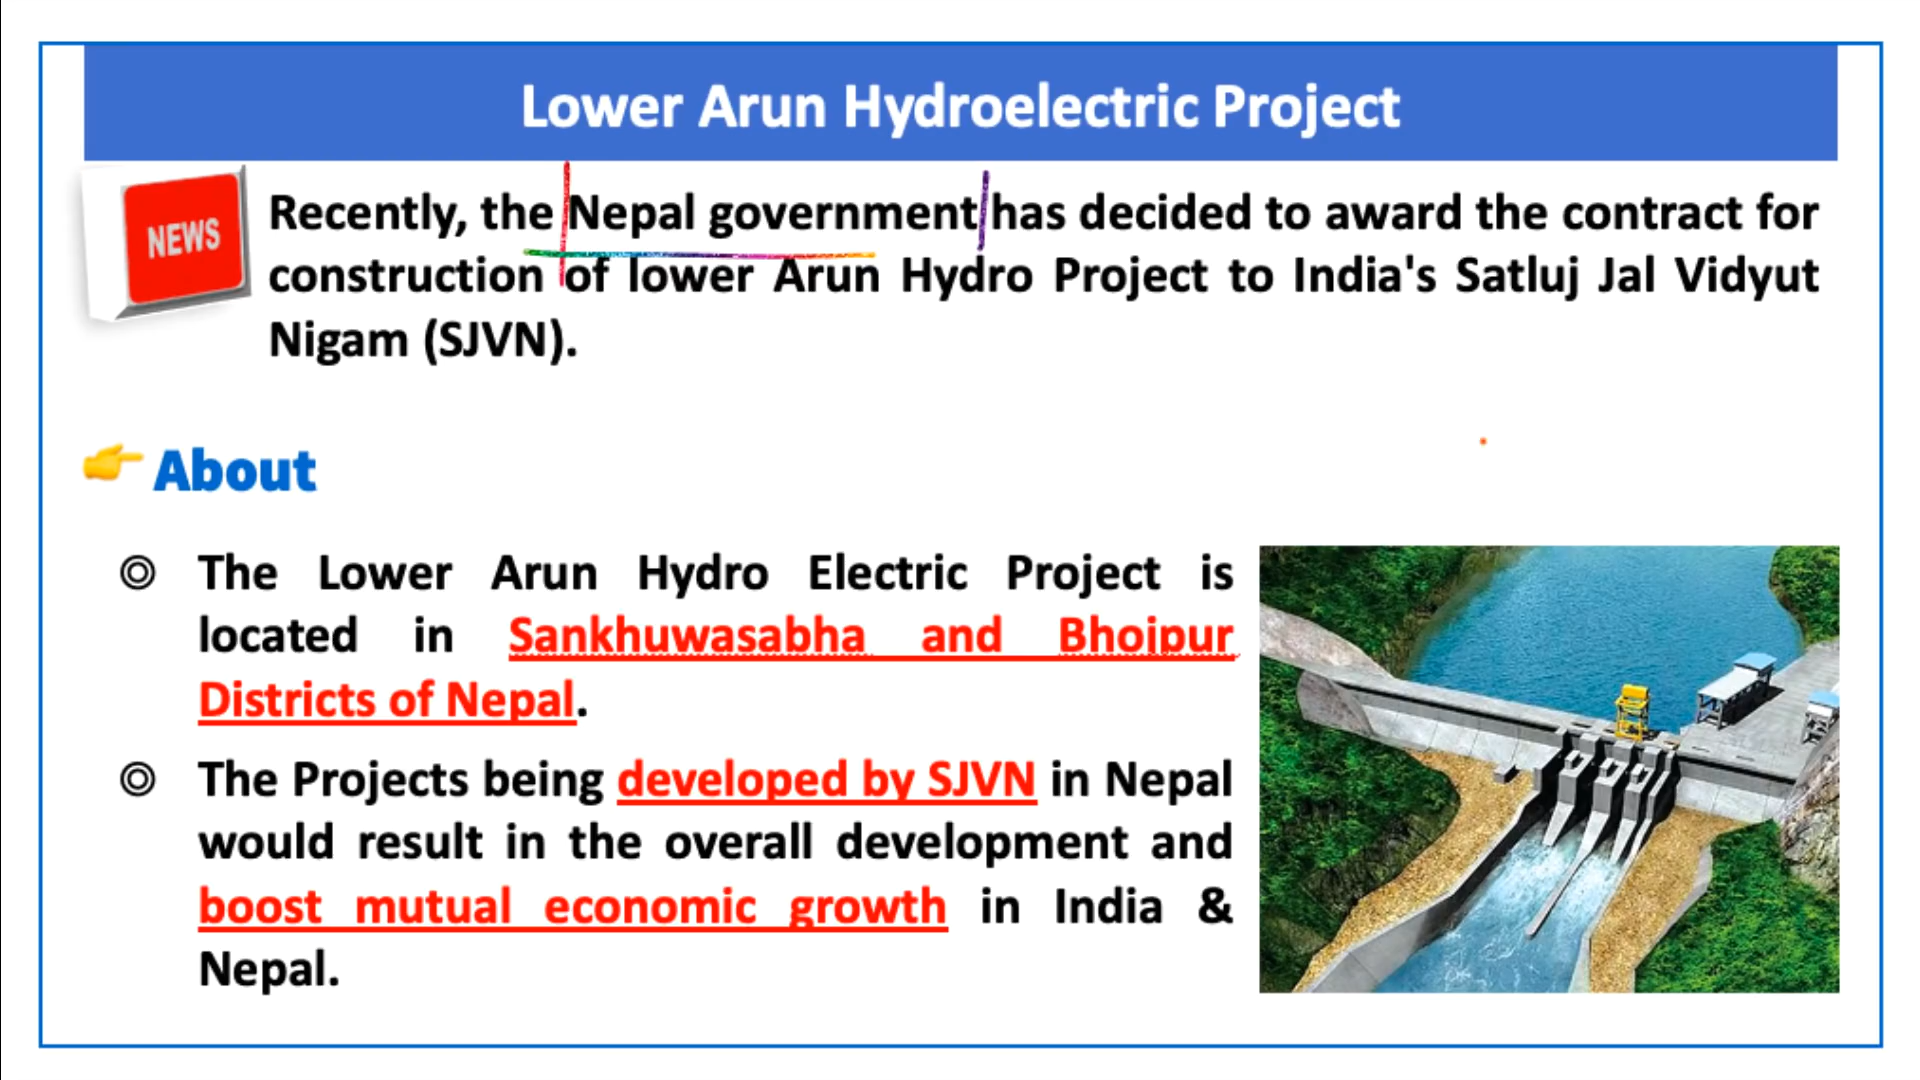 Lower Arun Hydroelectric Project
NEWS
Recently, the Nepal government has decided to award the contract for
construction of lower Arun Hydro Project to India's Satluj Jal Vidyut
Nigam (SJVN).
About
The Lower Arun Hydro Electric Project is
located in Sankhuwasabha and Bhojpur
Districts of Nepal.
The Projects being developed by SJVN in Nepal
would result in the overall development and
boost mutual economic growth in India &
Nepal.